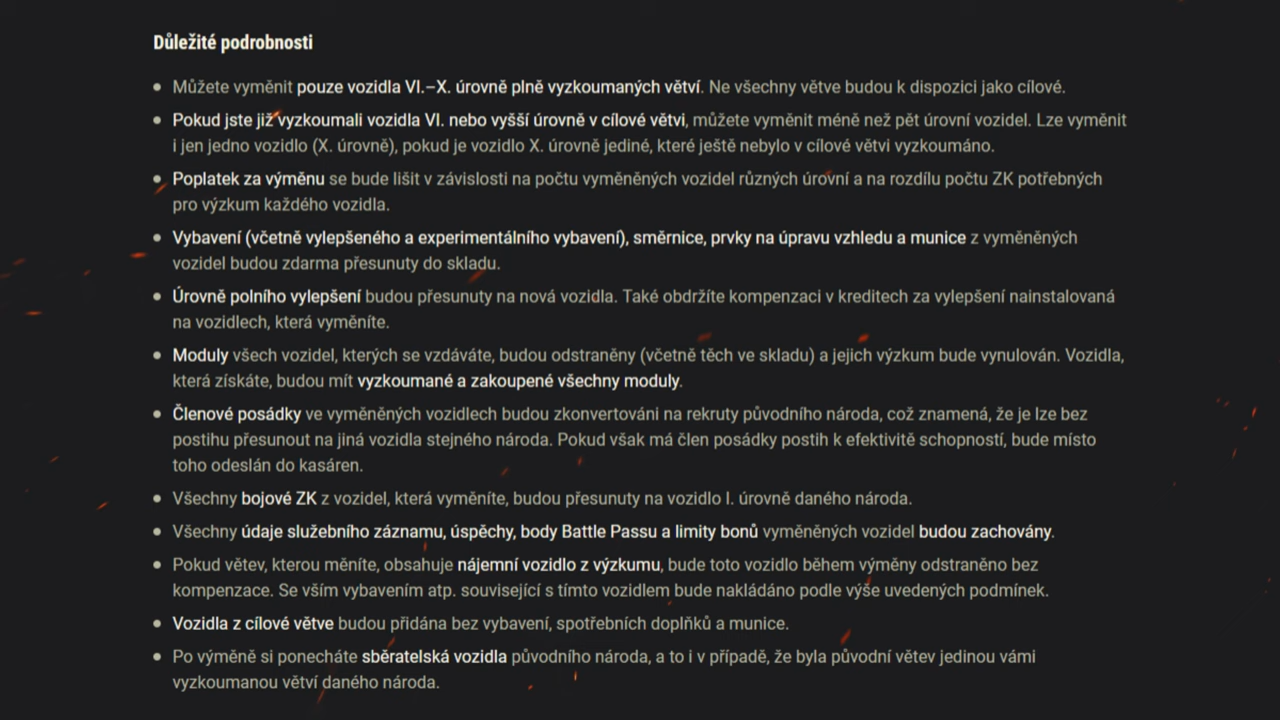 Důležité podrobnosti
Můžete vyměnit pouze vozidla VI.–X. úrovně plně vyzkoumaných větví. Ne všechny větve budou k dispozici jako cílové.
Pokud jste již vyzkoumali vozidla VI. nebo vyšší úrovně v cílové větvi, můžete vyměnit méně než pět úrovní vozidel. Lze vyměnit
i jen jedno vozidlo (X. úrovně), pokud je vozidlo X. úrovně jediné, které ještě nebylo v cílové větvi vyzkoumáno.
Poplatek za výměnu se bude lišit v závislosti na počtu vyměněných vozidel různých úrovní a na rozdílu počtu ZK potřebných
pro výzkum každého vozidla.
Vybavení (včetně vylepšeného a experimentálního vybavení), směrnice, prvky na úpravu vzhledu a munice z vyměněných
vozidel budou zdarma přesunuty do skladu.
Úrovně polního vylepšení budou přesunuty na nová vozidla. Také obdržíte kompenzaci v kreditech za vylepšení nainstalovaná
na vozidlech, která vyměníte.
Moduly všech vozidel, kterých se vzdáváte, budou odstraněny (včetně těch ve skladu) a jejich výzkum bude vynulován. Vozidla,
která získáte, budou mít vyzkoumané a zakoupené všechny moduly.
Členové posádky ve vyměněných vozidlech budou zkonvertováni na rekruty původního národa, což znamená, že je lze bez
postihu přesunout na jiná vozidla stejného národa. Pokud však má člen posádky postih k efektivitě schopností, bude místo
toho odeslán do kasáren.
Všechny bojové ZK z vozidel, která vyměníte, budou přesunuty na vozidlo I. úrovně daného národa.
Všechny údaje služebního záznamu, úspěchy, body Battle Passu a limity bonů vyměněných vozidel budou zachovány.
Pokud větev, kterou měníte, obsahuje nájemní vozidlo z výzkumu, bude toto vozidlo během výměny odstraněno bez
kompenzace. Se vším vybavením atp. související s tímto vozidlem bude nakládáno podle výše uvedených podmínek.
Vozidla z cílové větve budou přidána bez vybavení, spotřebních doplňků a munice.
Po výměně si ponecháte sběratelská vozidla původního národa, a to i v případě, že byla původní větev jedinou vámi
vyzkoumanou větví daného národa.